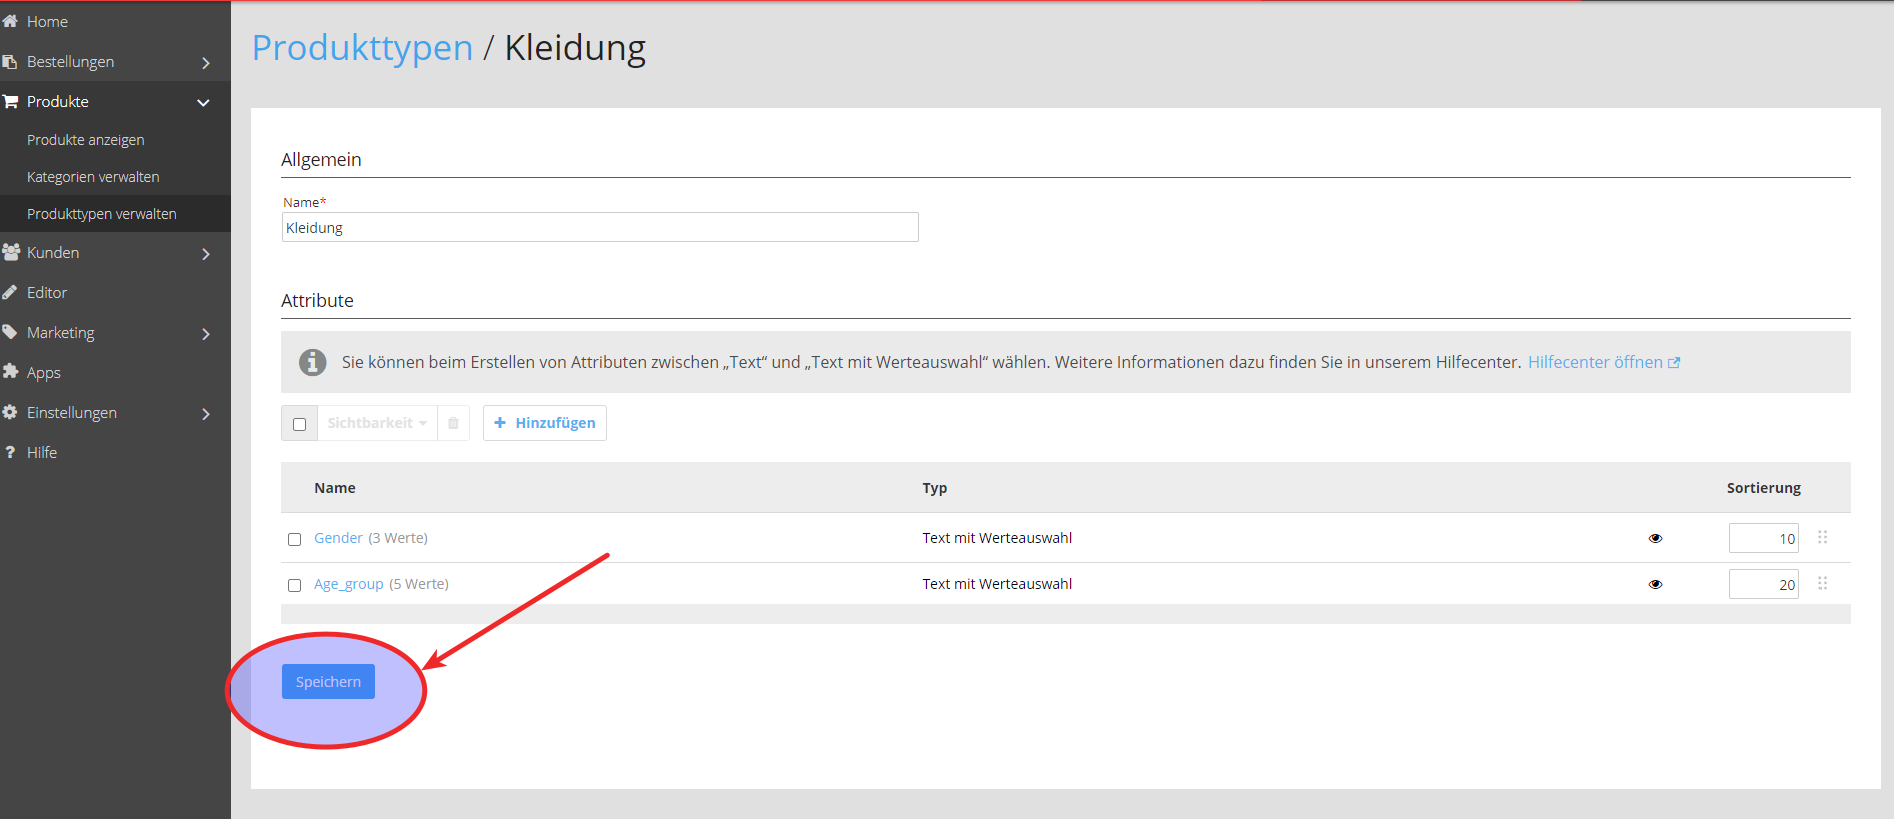 Home
Bestellungen
Produkte
Produkte anzeigen
Kategorien verwalten
Produkttypen verwalten
Kunden
Editor
Marketing
Apps
Einstellungen
Hilfe
Produkttypen / Kleidung
Allgemein
Name*
Kleidung
Attribute
Sie können beim Erstellen von Attributen zwischen „Text“ und „Text mit Werteauswahl“ wählen. Weitere Informationen dazu finden Sie in unserem Hilfecenter. Hilfecenter öffnen
Sichtbarkeit + Hinzufügen
Name Typ Sortierung
Gender (3 Werte) Text mit Werteauswahl 10
Age_group (5 Werte) Text mit Werteauswahl 20
Speichern